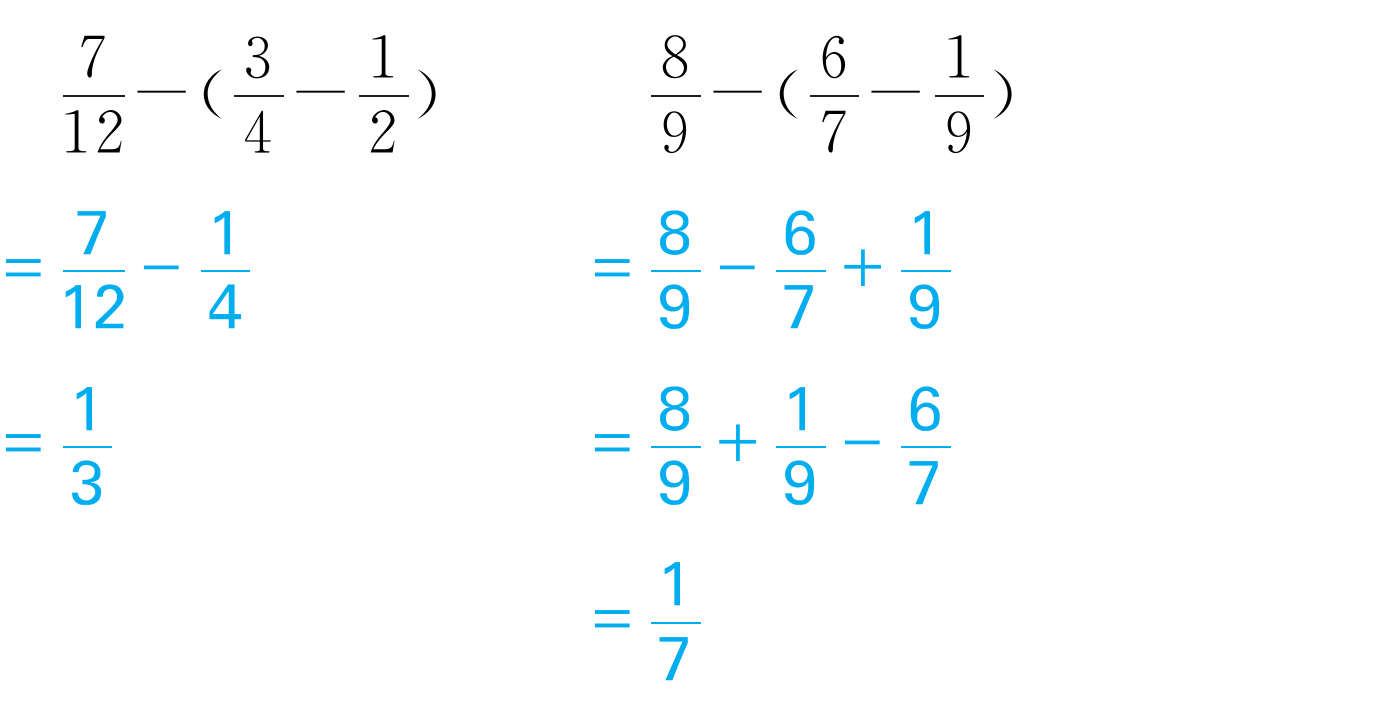 7/12 − (3/4 − 1/2)
= 7/12 − 1/4
= 1/3
8/9 − (6/7 − 1/9)
= 8/9 − 6/7 + 1/9
= 8/9 + 1/9 − 6/7
= 1/7